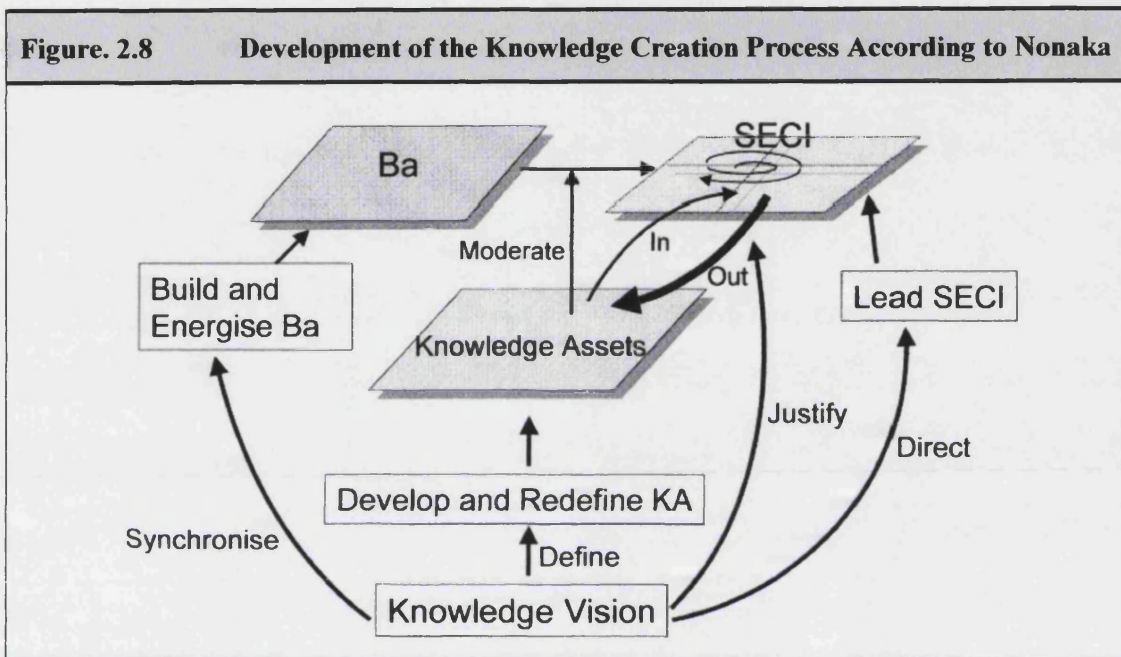 Figure. 2.8 Development of the Knowledge Creation Process According to Nonaka
SECI
Ba
Moderate
In
Out
Build and
Energise Ba
Lead SECI
Knowledge Assets
Justify
Direct
Develop and Redefine KA
Synchronise
Define
Knowledge Vision